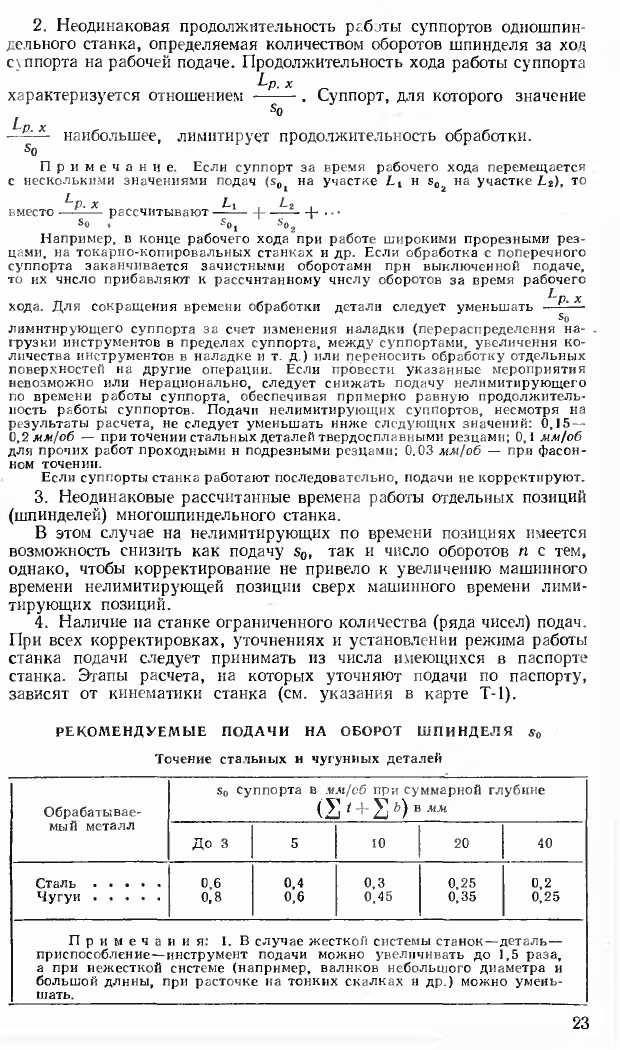 2. Неодинаковая продолжительность работы суппортов одношпин-
дельного станка, определяемая количеством оборотов шпинделя за ход
суппорта на рабочей подаче. Продолжительность хода работы суппорта
характеризуется отношением Lр. х / s₀ . Суппорт, для которого значение
Lр. х / s₀ наибольшее, лимитирует продолжительность обработки.
Примечание. Если суппорт за время рабочего хода перемещается
с несколькими значениями подач (s₀₁ на участке L₁ и s₀₂ на участке L₂), то
вместо Lр. х / s₀ рассчитывают L₁ / s₀₁ + L₂ / s₀₂ + ...
Например, в конце рабочего хода при работе широкими прорезными рез-
цами, на токарно-копировальных станках и др. Если обработка с поперечного
суппорта заканчивается зачистными оборотами при выключенной подаче,
то их число прибавляют к рассчитанному числу оборотов за время рабочего
хода. Для сокращения времени обработки детали следует уменьшать Lр. х / s₀
лимитирующего суппорта за счет изменения наладки (перераспределения на-
грузки инструментов в пределах суппорта, между суппортами, увеличения ко-
личества инструментов в наладке и т. д.) или переносить обработку отдельных
поверхностей на другие операции. Если провести указанные мероприятия
невозможно или нерационально, следует снижать подачу нелимитирующего
по времени работы суппорта, обеспечивая примерно равную продолжитель-
ность работы суппортов. Подачи нелимитирующих суппортов, несмотря на
результаты расчета, не следует уменьшать ниже следующих значений: 0,15—
0,2 мм/об — при точении стальных деталей твердосплавными резцами; 0,1 мм/об
для прочих работ проходными и подрезными резцами; 0,03 мм/об — при фасон-
ном точении.
Если суппорты станка работают последовательно, подачи не корректируют.
3. Неодинаковые рассчитанные времена работы отдельных позиций
(шпинделей) многошпиндельного станка.
В этом случае на нелимитирующих по времени позициях имеется
возможность снизить как подачу s₀, так и число оборотов n с тем,
однако, чтобы корректирование не привело к увеличению машинного
времени нелимитирующей позиции сверх машинного времени лими-
тирующих позиций.
4. Наличие на станке ограниченного количества (ряда чисел) подач.
При всех корректировках, уточнениях и установлении режима работы
станка подачи следует принимать из числа имеющихся в паспорте
станка. Этапы расчета, на которых уточняют подачи по паспорту,
зависят от кинематики станка (см. указания в карте Т-1).
РЕКОМЕНДУЕМЫЕ ПОДАЧИ НА ОБОРОТ ШПИНДЕЛЯ s₀
Точение стальных и чугунных деталей
Обрабатывае-
мый металл
s₀ суппорта в мм/об при суммарной глубине
(∑ t + ∑ b) в мм
До 3 5 10 20 40
Сталь . . . . . 0,6 0,4 0,3 0,25 0,2
Чугун . . . . . 0,8 0,6 0,45 0,35 0,25
Примечания: 1. В случае жесткой системы станок—деталь—
приспособление—инструмент подачи можно увеличивать до 1,5 раза,
а при нежесткой системе (например, валиков небольшого диаметра и
большой длины, при расточке на тонких скалках и др.) можно умень-
шать.
23